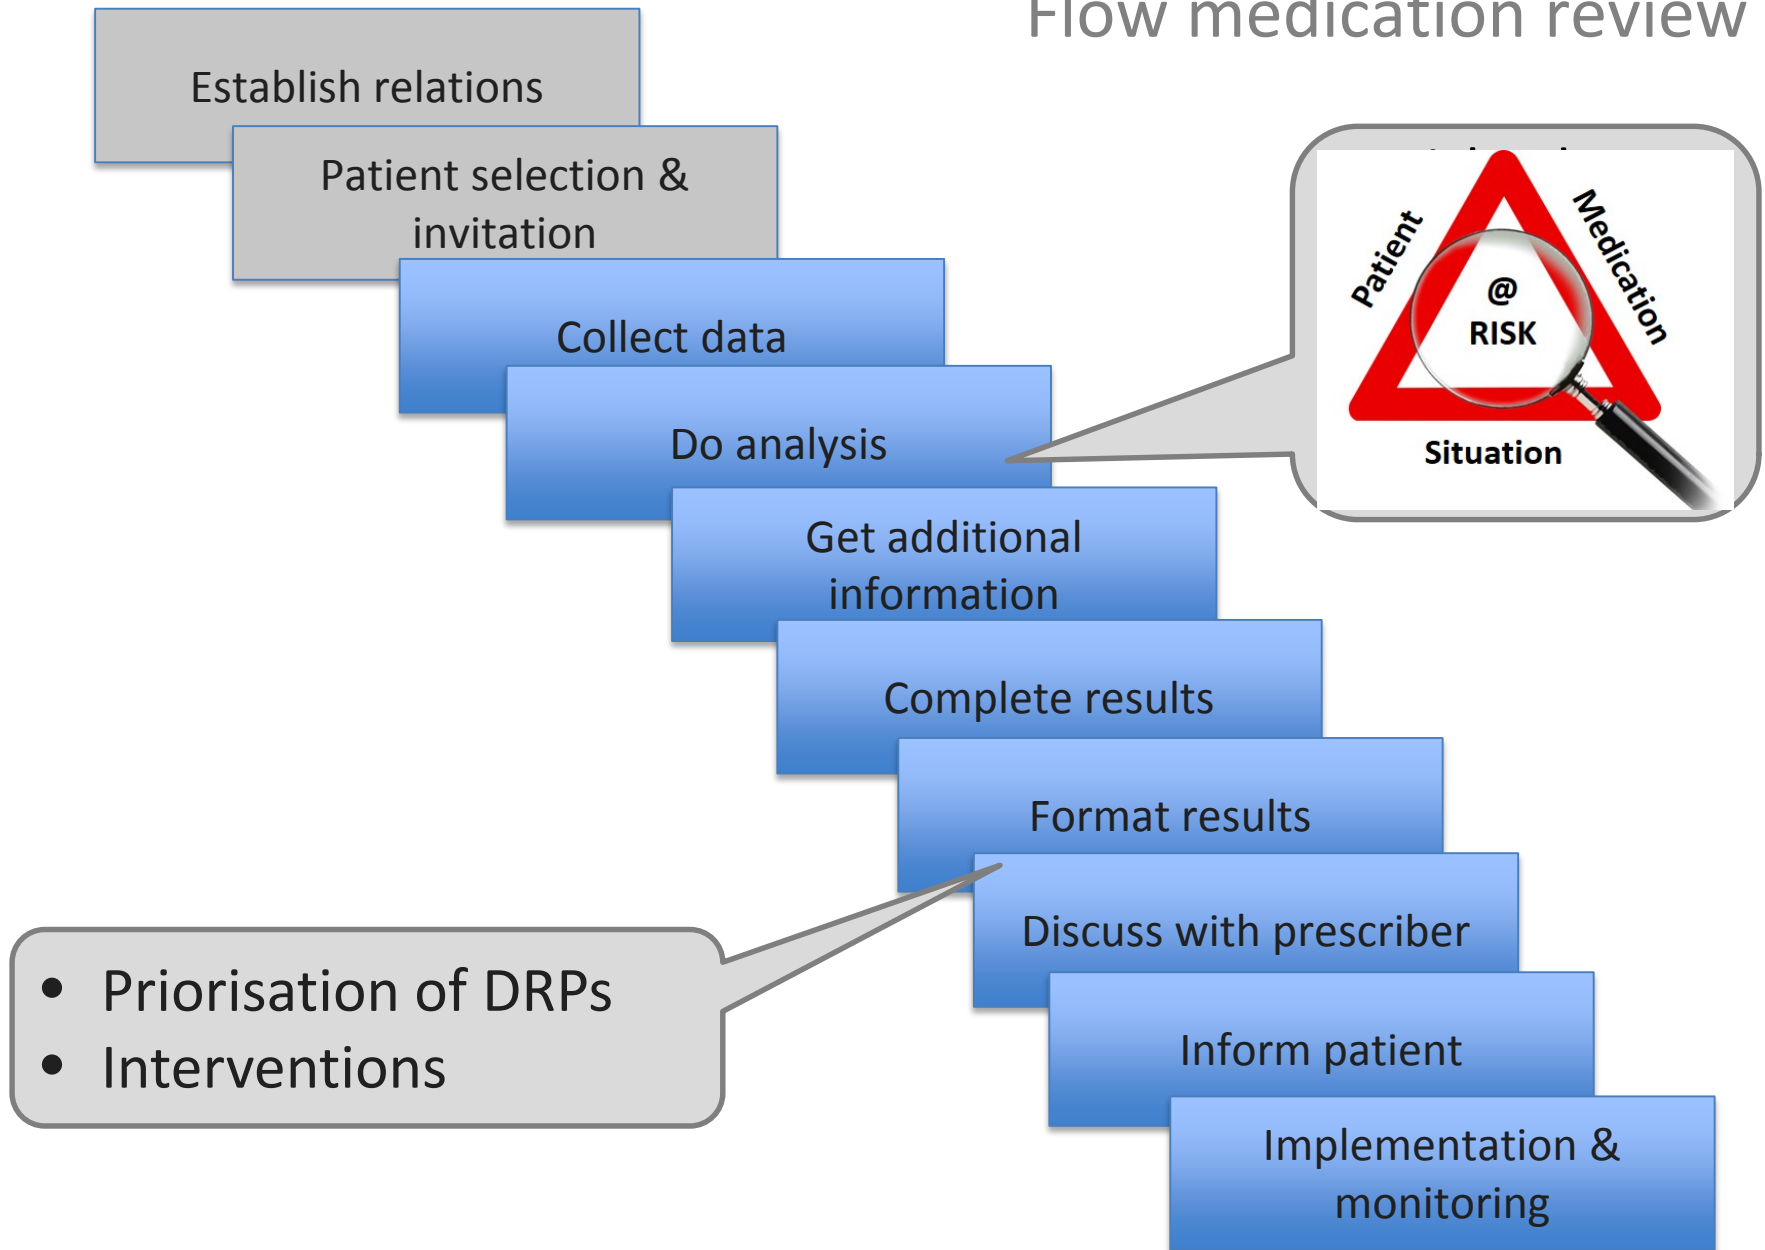 Flow medication review
Establish relations
Patient selection &
invitation
Collect data
Do analysis
Get additional
information
Complete results
Format results
Discuss with prescriber
Inform patient
Implementation &
monitoring
Patient
Medication
@
RISK
Situation
• Priorisation of DRPs
• Interventions